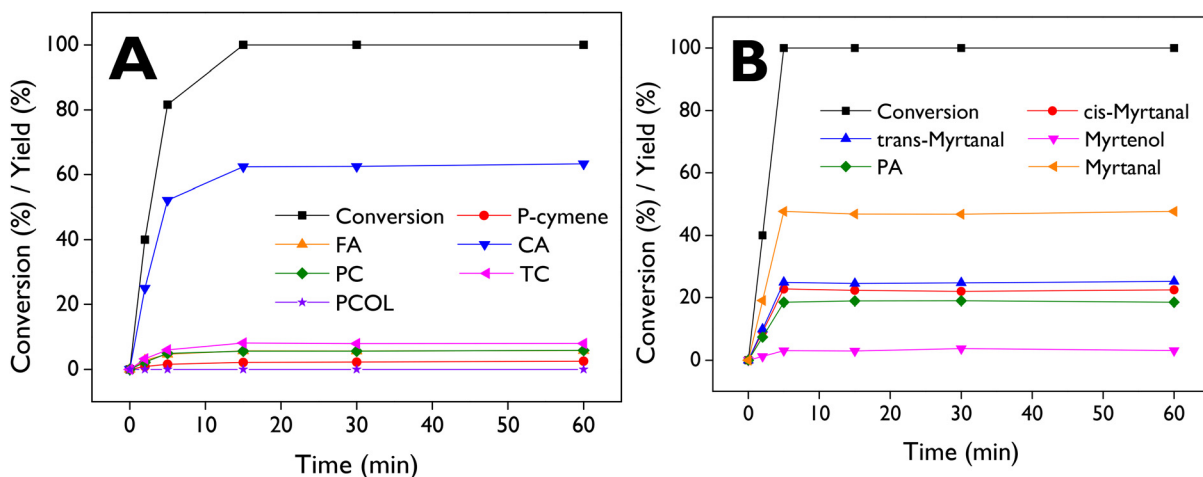 A
Conversion (%) / Yield (%)
100
80
60
40
20
0
Conversion P-cymene
FA CA
PC TC
PCOL
0 10 20 30 40 50 60
Time (min)
B
Conversion (%) / Yield (%)
100
80
60
40
20
0
Conversion cis-Myrtanal
trans-Myrtanal Myrtenol
PA Myrtanal
0 10 20 30 40 50 60
Time (min)